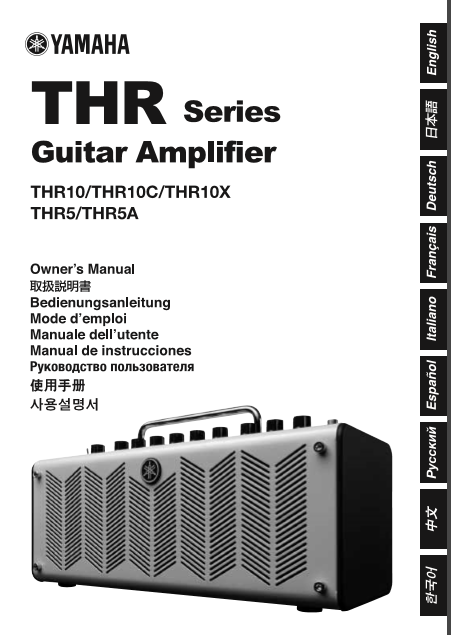 YAMAHA
THR Series
Guitar Amplifier
THR10/THR10C/THR10X
THR5/THR5A
Owner's Manual
取扱説明書
Bedienungsanleitung
Mode d'emploi
Manuale dell'utente
Manual de instrucciones
Руководство пользователя
使用手册
사용설명서
English
日本語
Deutsch
Français
Italiano
Español
Русский
中文
한국어